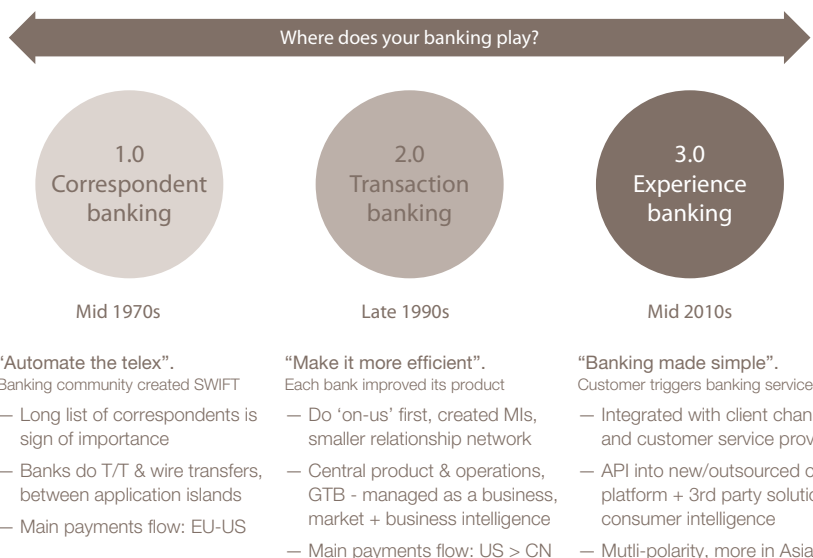 Where does your banking play?
1.0
Correspondent
banking
Mid 1970s
"Automate the telex".
Banking community created SWIFT
— Long list of correspondents is
sign of importance
— Banks do T/T & wire transfers,
between application islands
— Main payments flow: EU-US
2.0
Transaction
banking
Late 1990s
“Make it more efficient”.
Each bank improved its product
— Do ‘on-us’ first, created MIs,
smaller relationship network
— Central product & operations,
GTB - managed as a business,
market + business intelligence
— Main payments flow: US > CN
3.0
Experience
banking
Mid 2010s
“Banking made simple”.
Customer triggers banking service
— Integrated with client
and customer service
— API into new/outsourced
platform + 3rd party
consumer intelligence
— Mutli-polarity, more in Asia